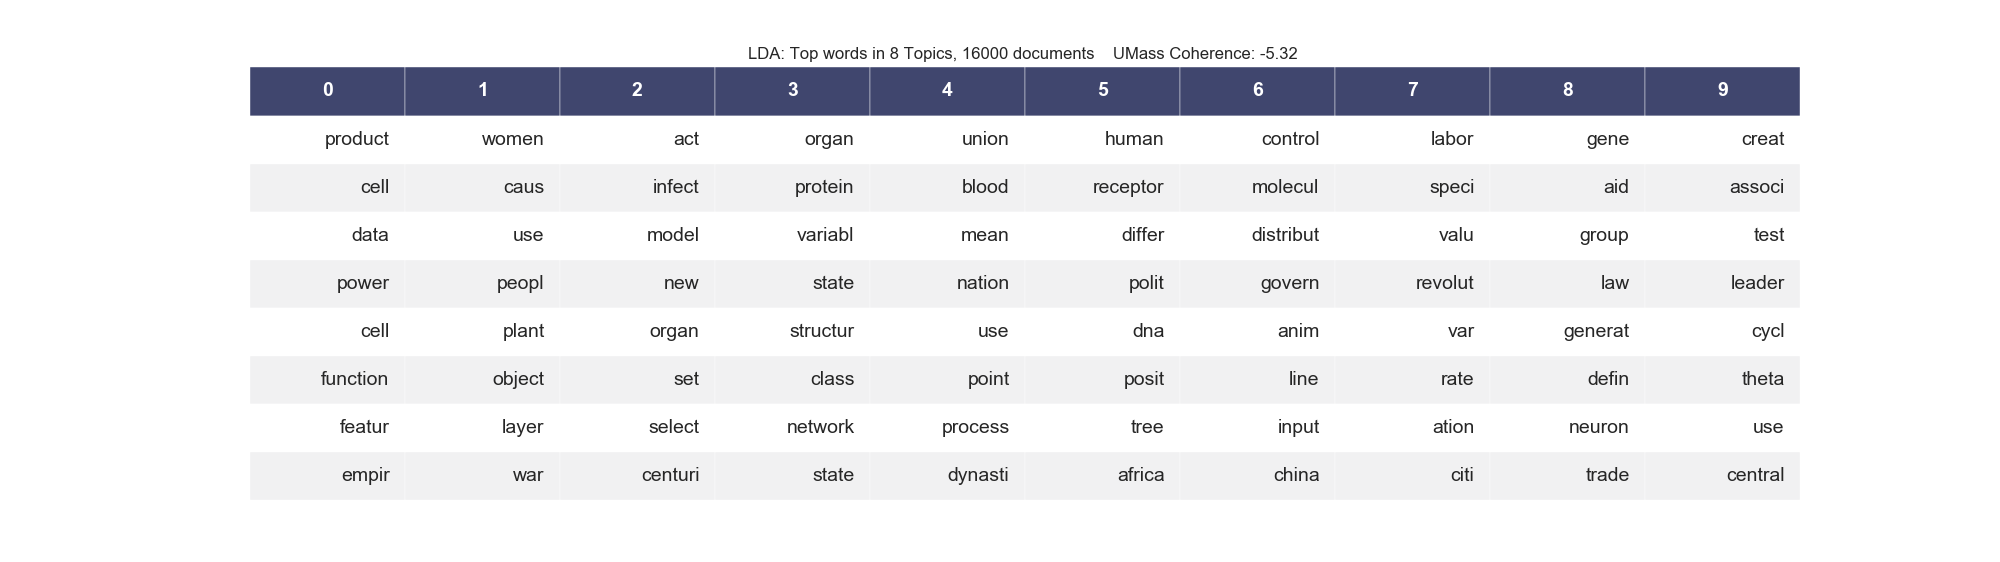 LDA: Top words in 8 Topics, 16000 documents    UMass Coherence: -5.32
0 1 2 3 4 5 6 7 8 9
product women act organ union human control labor gene creat
cell caus infect protein blood receptor molecul speci aid associ
data use model variabl mean differ distribut valu group test
power peopl new state nation polit govern revolut law leader
cell plant organ structur use dna anim var generat cycl
function object set class point posit line rate defin theta
featur layer select network process tree input ation neuron use
empir war centuri state dynasti africa china citi trade central